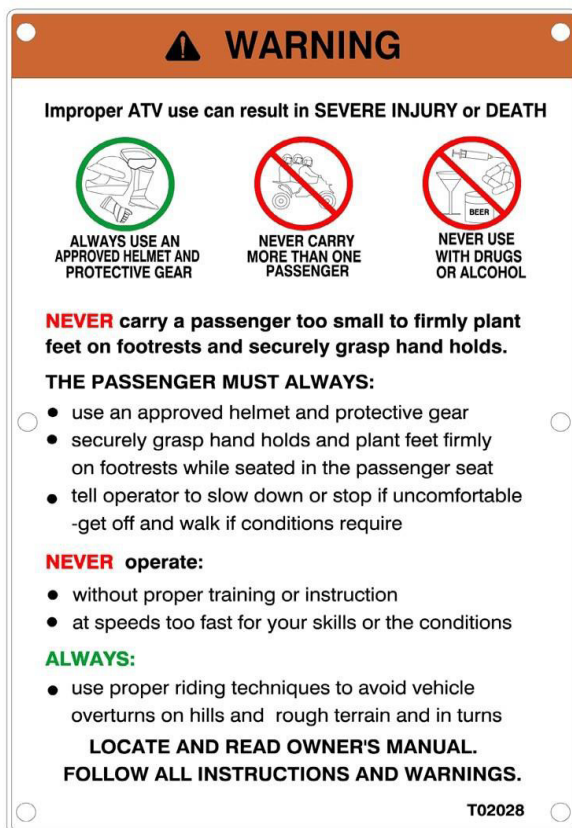 WARNING
Improper ATV use can result in SEVERE INJURY or DEATH
ALWAYS USE AN
APPROVED HELMET AND
PROTECTIVE GEAR
NEVER CARRY
MORE THAN ONE
PASSENGER
BEER
NEVER USE
WITH DRUGS
OR ALCOHOL
NEVER carry a passenger too small to firmly plant
feet on footrests and securely grasp hand holds.
THE PASSENGER MUST ALWAYS:
● use an approved helmet and protective gear
● securely grasp hand holds and plant feet firmly
on footrests while seated in the passenger seat
● tell operator to slow down or stop if uncomfortable
-get off and walk if conditions require
NEVER operate:
● without proper training or instruction
● at speeds too fast for your skills or the conditions
ALWAYS:
● use proper riding techniques to avoid vehicle
overturns on hills and rough terrain and in turns
LOCATE AND READ OWNER'S MANUAL.
FOLLOW ALL INSTRUCTIONS AND WARNINGS.
T02028